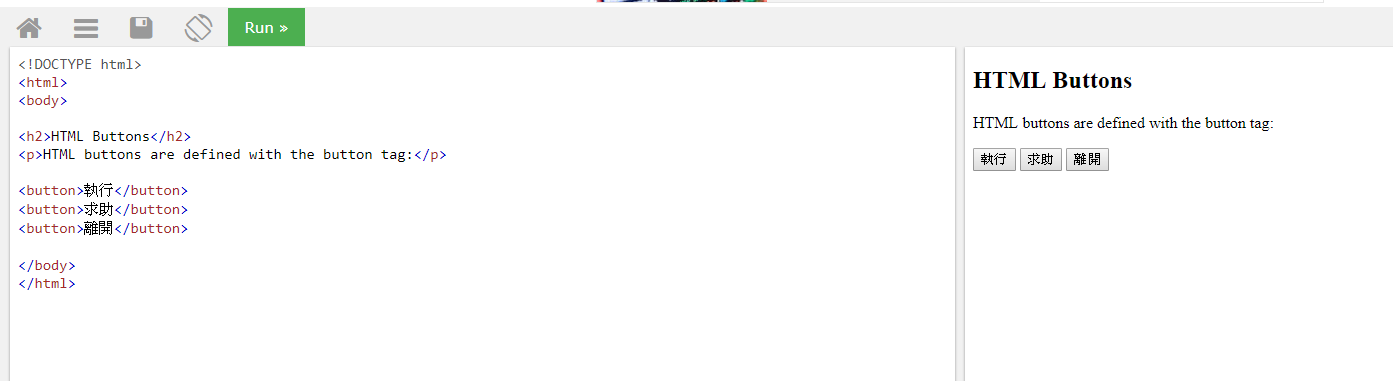 Run »
<!DOCTYPE html>
<html>
<body>
<h2>HTML Buttons</h2>
<p>HTML buttons are defined with the button tag:</p>
<button>執行</button>
<button>求助</button>
<button>離開</button>
</body>
</html>
HTML Buttons
HTML buttons are defined with the button tag:
執行 求助 離開